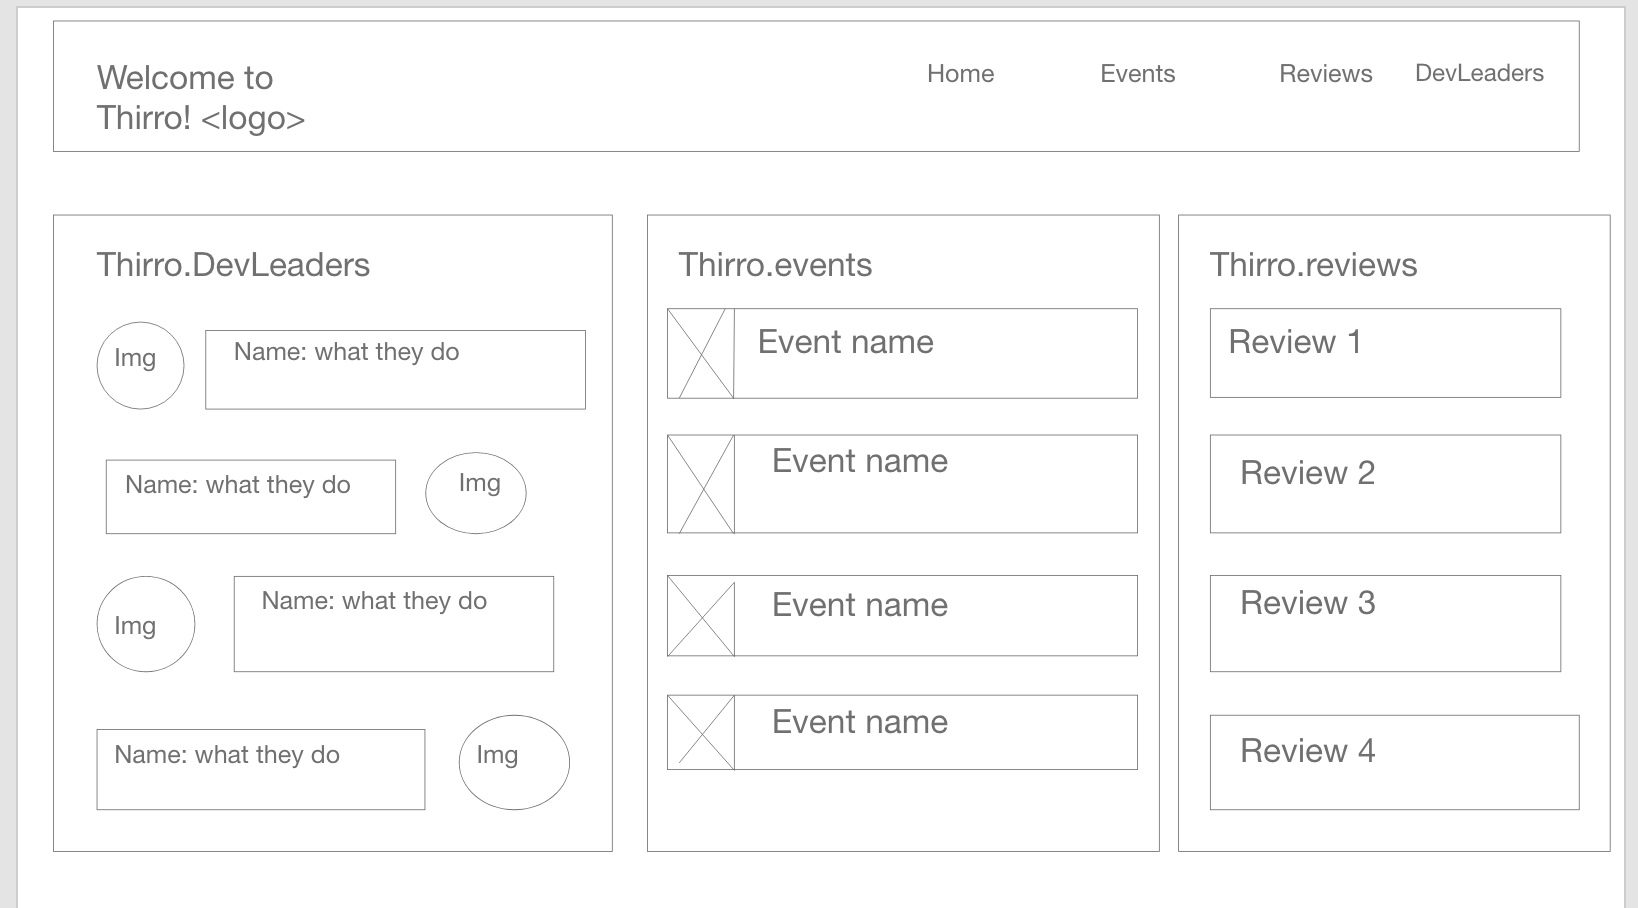 Welcome to
Thirro! <logo>
Home
Events
Reviews
DevLeaders
Thirro.DevLeaders
Img
Name: what they do
Name: what they do
Img
Img
Name: what they do
Name: what they do
Img
Thirro.events
Event name
Event name
Event name
Event name
Thirro.reviews
Review 1
Review 2
Review 3
Review 4